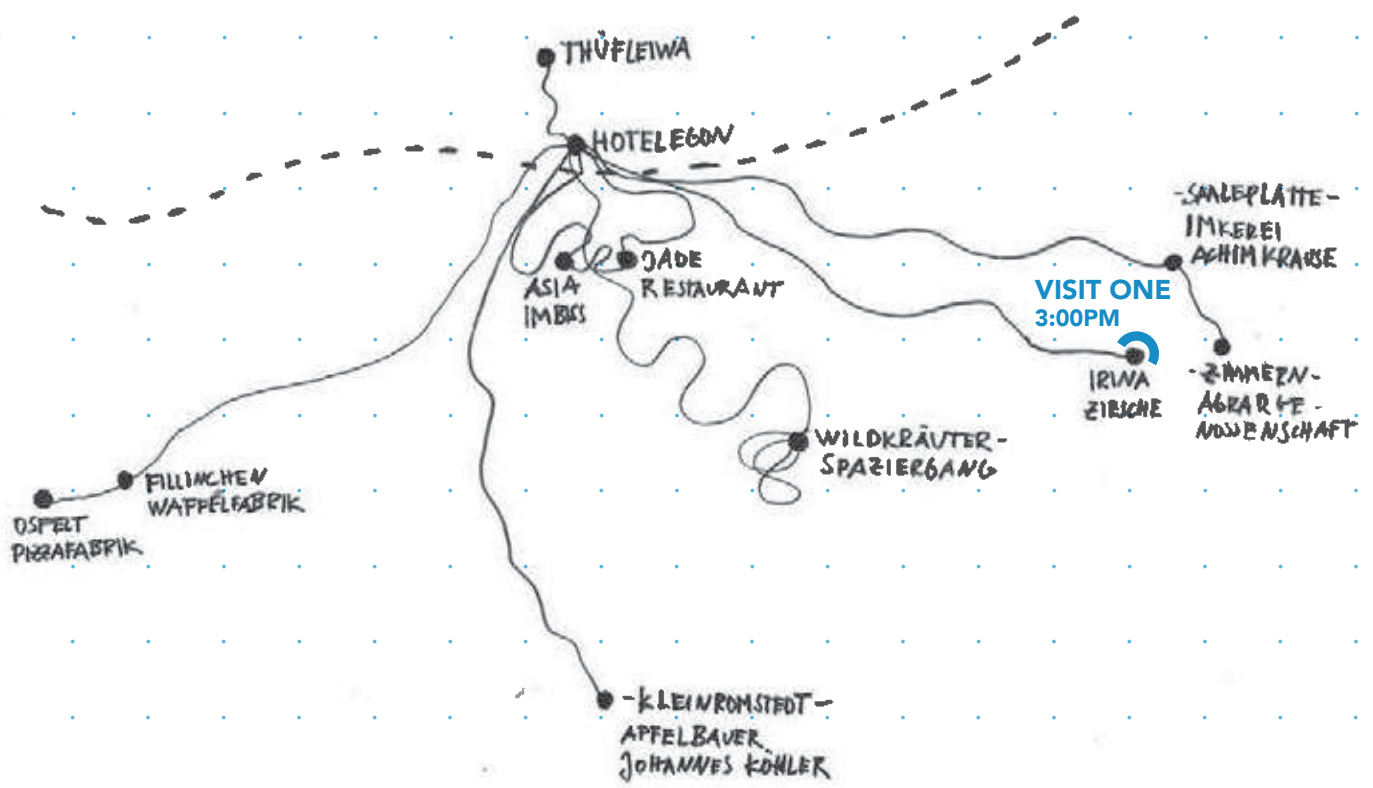 THÜFLEIWA
HOTELEGON
-SAALEPLATTE-
IMKEREI
ACHIM KRAUSE
JADE
RESTAURANT
ASIA
IMBISS
VISIT ONE
3:00PM
IRINA
ZIRSCHE
-ZIMMERN-
AGRARGE-
NOSSENSCHAFT
WILDKRÄUTER-
SPAZIERGANG
FILLINCHEN
WAFFELFABRIK
OSPELT
PIZZAFABRIK
-KLEINROMSTEDT-
APFELBAUER
JOHANNES KÖHLER